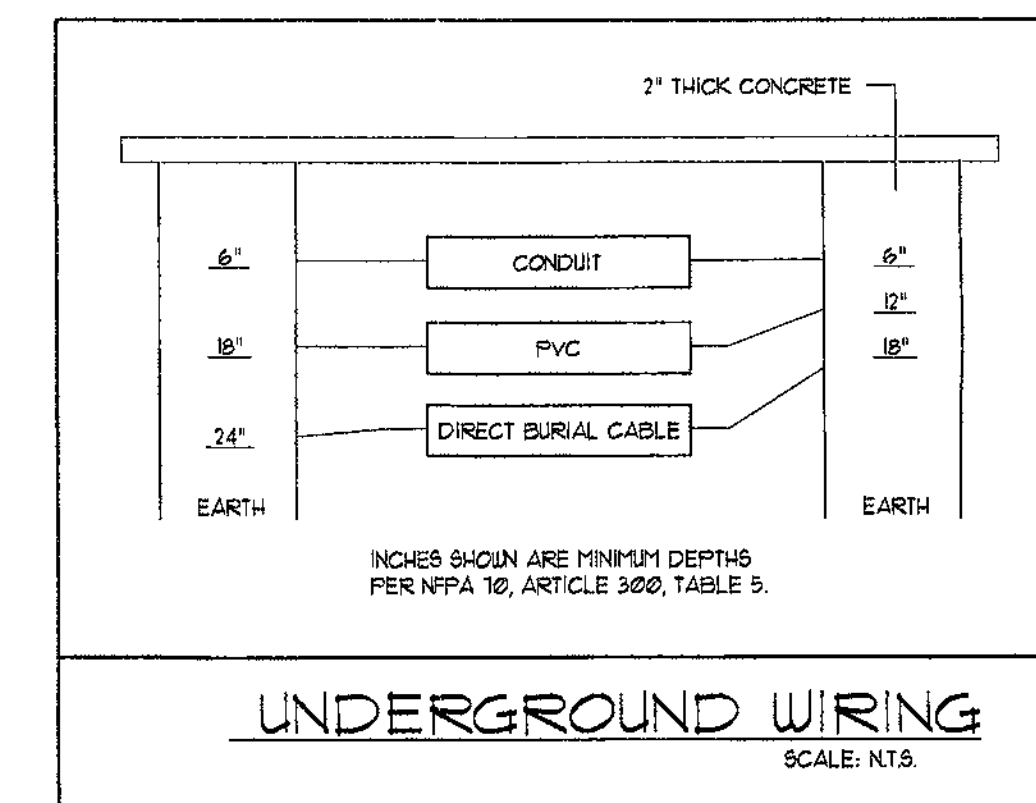 2" THICK CONCRETE
6" CONDUIT 6"
12"
18" PVC 18"
24" DIRECT BURIAL CABLE
EARTH EARTH
INCHES SHOWN ARE MINIMUM DEPTHS
PER NFPA 70, ARTICLE 300, TABLE 5.
UNDERGROUND WIRING
SCALE: N.T.S.